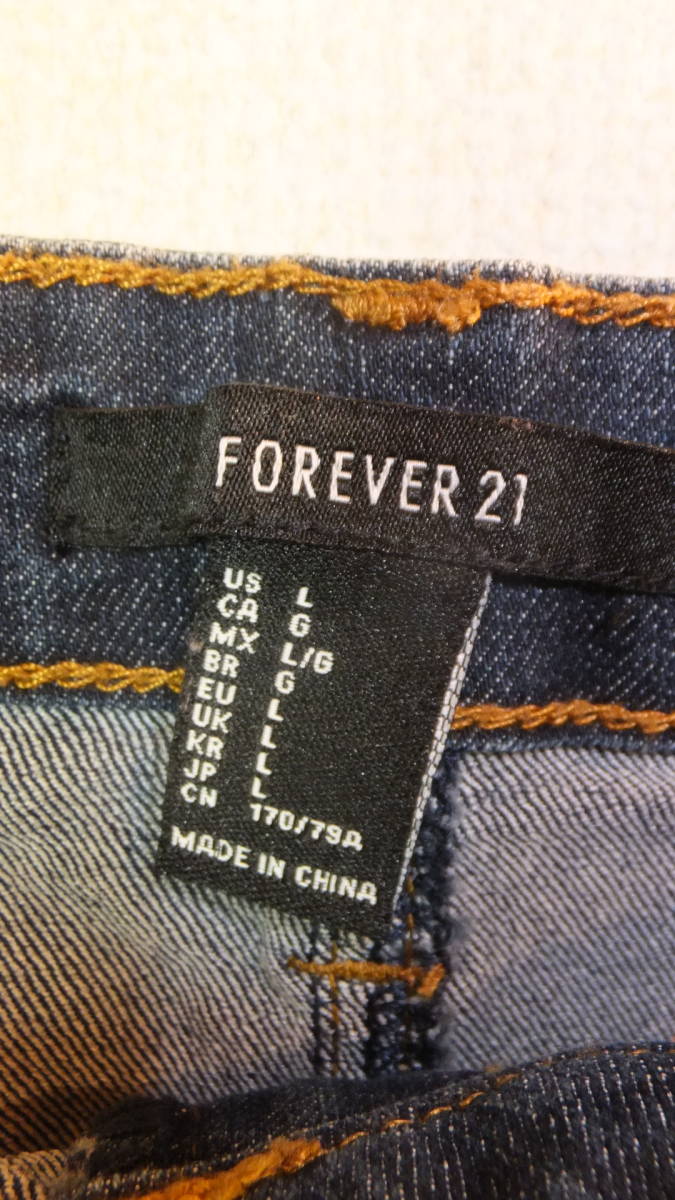 FOREVER 21
US L
CA G
MX L/G
BR G
EU L
UK L
KR L
JP L
CN 170/79A
MADE IN CHINA